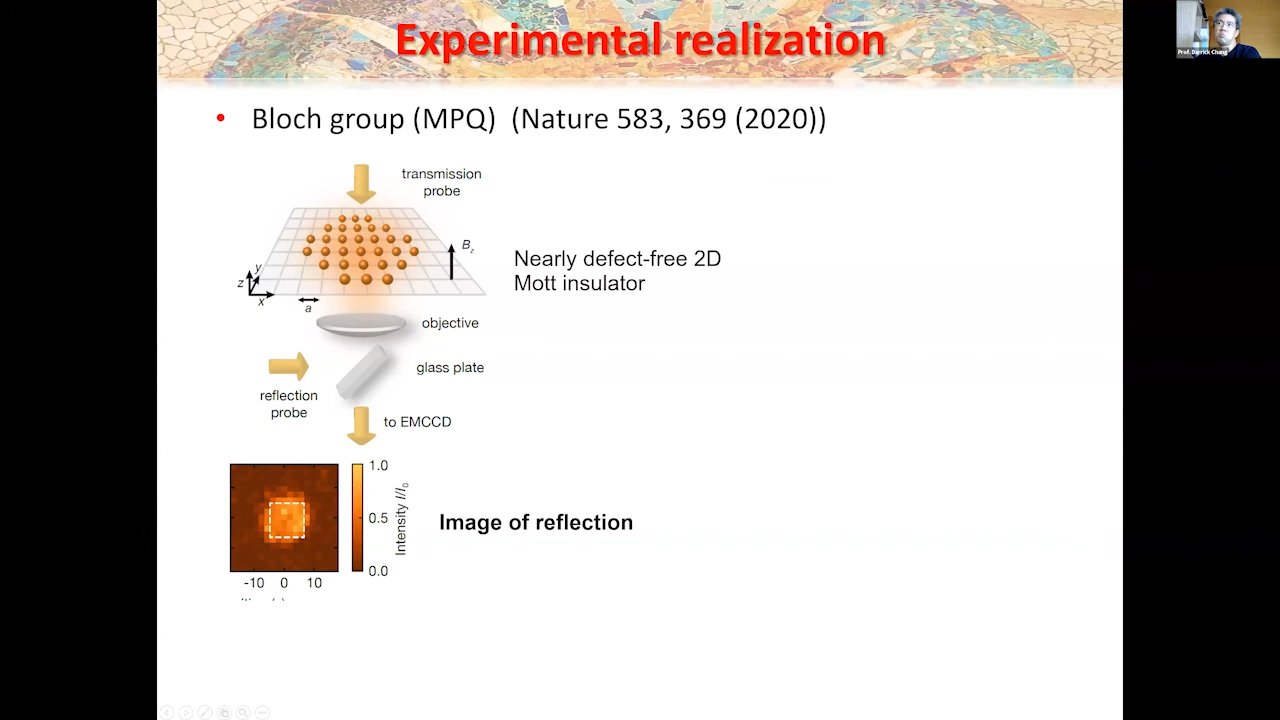 Experimental realization
Prof. Darrick Chang
• Bloch group (MPQ) (Nature 583, 369 (2020))
transmission
probe
B_z
z
y
x
a
Nearly defect-free 2D
Mott insulator
objective
glass plate
reflection
probe
to EMCCD
1.0
0.5
0.0
Intensity I/I_0
-10 0 10
Image of reflection